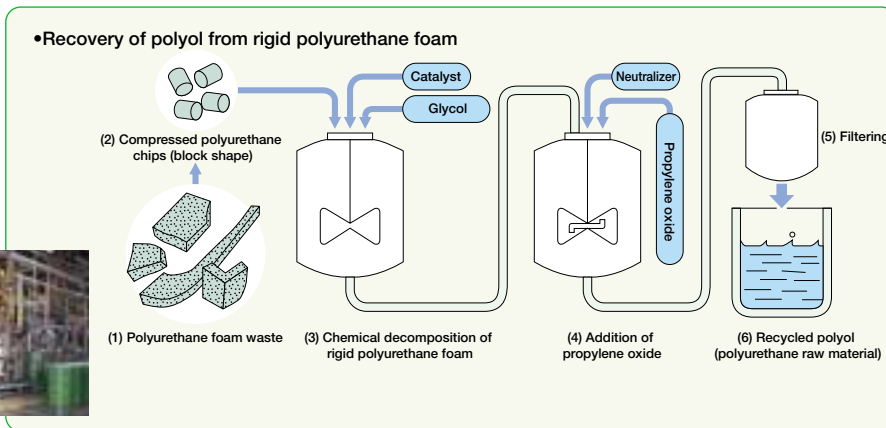 •Recovery of polyol from rigid polyurethane foam
Catalyst
Glycol
Neutralizer
Propylene oxide
(2) Compressed polyurethane
chips (block shape)
(5) Filtering
(1) Polyurethane foam waste
(3) Chemical decomposition of
rigid polyurethane foam
(4) Addition of
propylene oxide
(6) Recycled polyol
(polyurethane raw material)